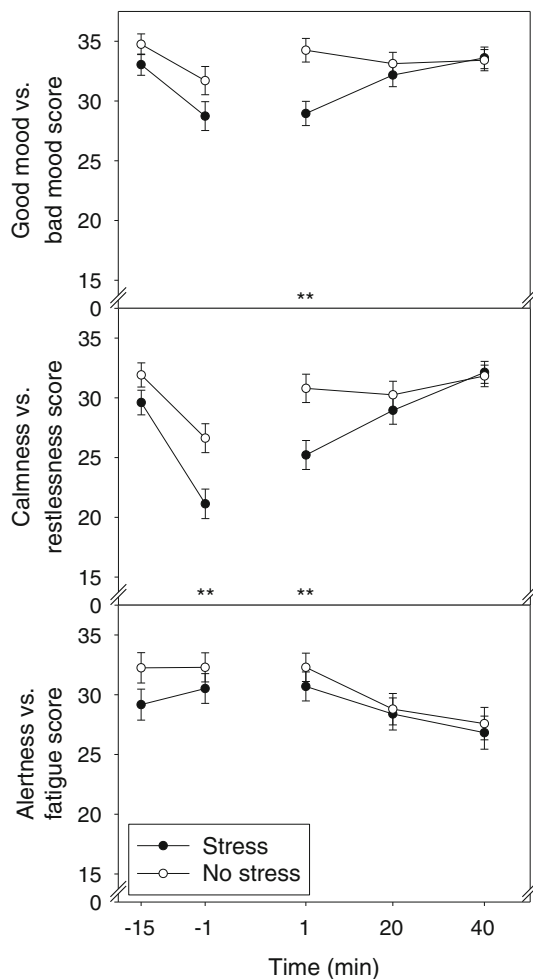 Good mood vs.
bad mood score
35
30
25
20
15
0
**
Calmness vs.
restlessness score
35
30
25
20
15
0
** **
Alertness vs.
fatigue score
35
30
25
20
15
0
Stress
No stress
-15 -1 1 20 40
Time (min)